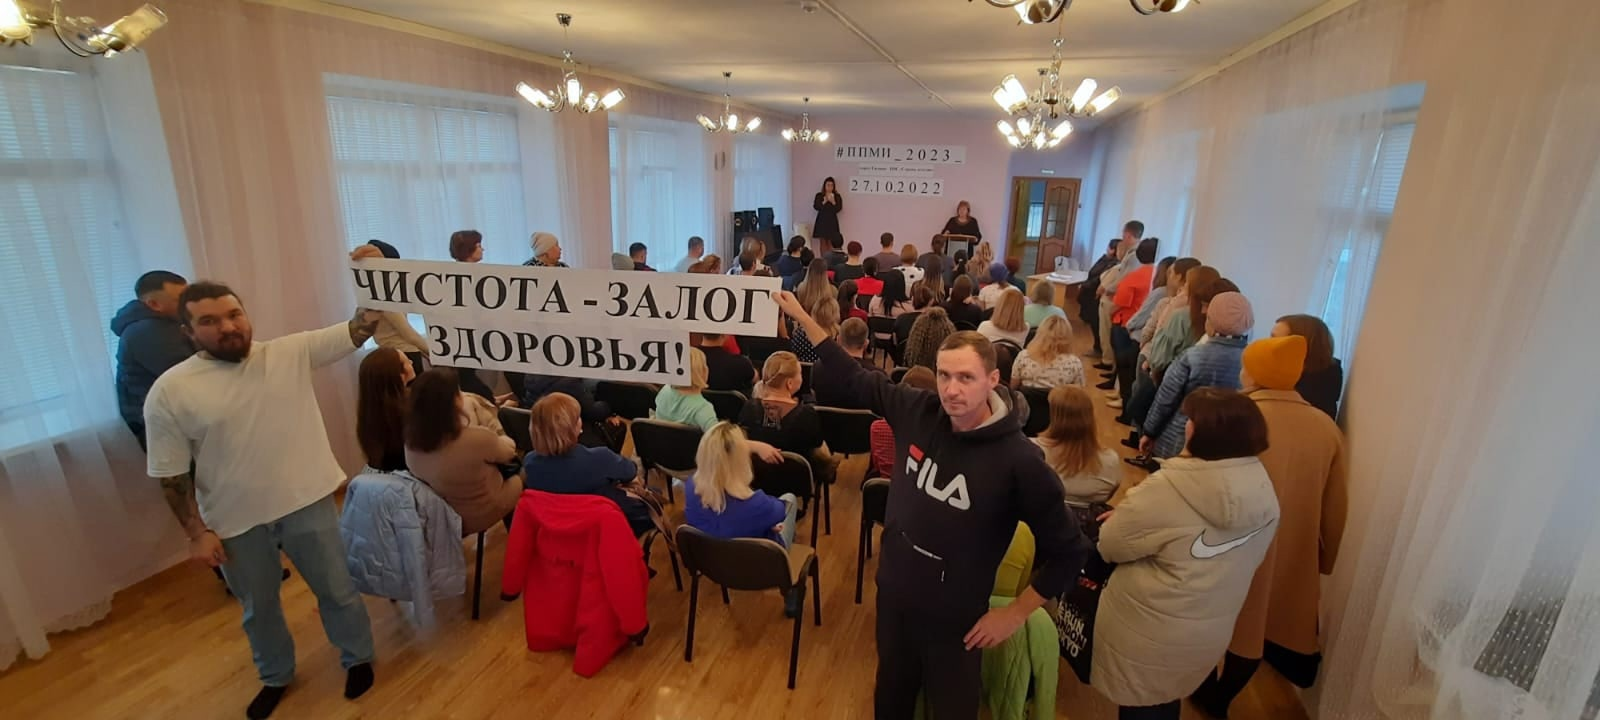 #ППМИ_2023_
27.10.2022
ЧИСТОТА - ЗАЛОГ
ЗДОРОВЬЯ!
FILA